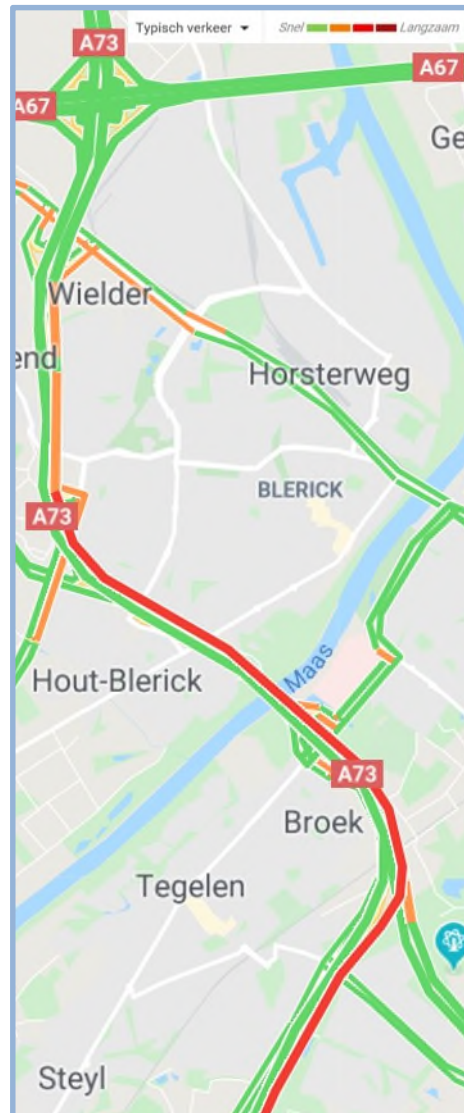 Typisch verkeer
Snel
Langzaam
A73
A67
A67
Ge
Wielder
end
Horsterweg
BLERICK
A73
Maas
Hout-Blerick
A73
Broek
Tegelen
Steyl